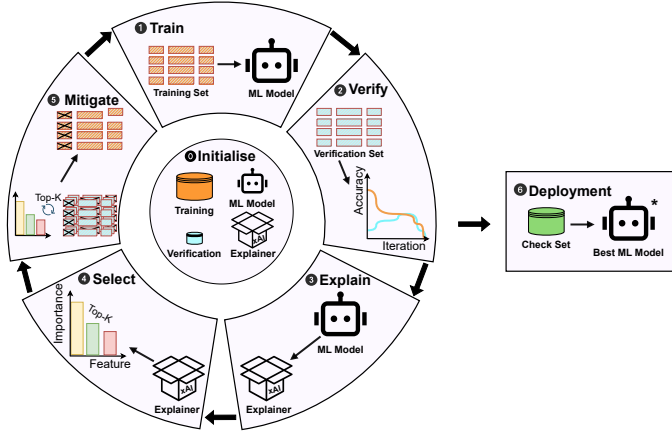 ❶ Train
Training Set
ML Model
❷ Verify
Verification Set
Accuracy
Iteration
❺ Mitigate
Top-K
⓿ Initialise
Training
ML Model
Verification
xAI
Explainer
❻ Deployment
*
Check Set
Best ML Model
❹ Select
Importance
Top-K
Feature
xAI
Explainer
❸ Explain
ML Model
xAI
Explainer